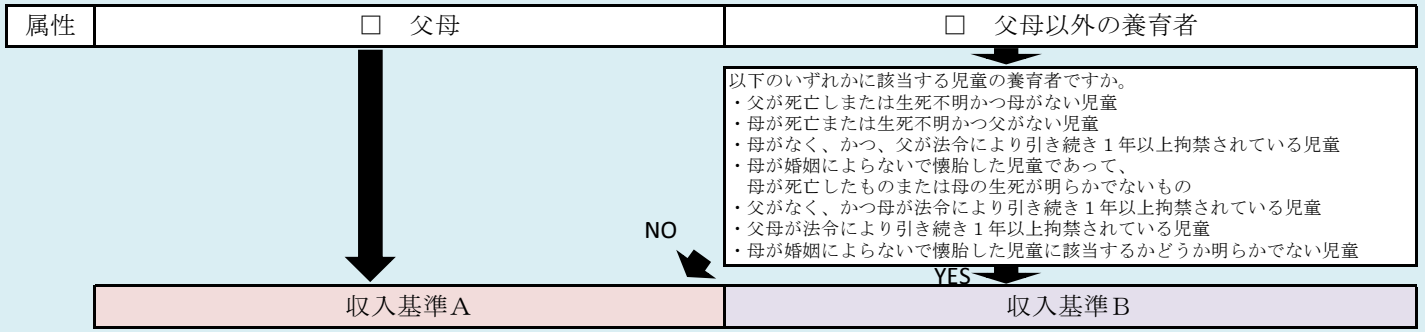 属性 □ 父母 □ 父母以外の養育者
以下のいずれかに該当する児童の養育者ですか。
・父が死亡しまたは生死不明かつ母がない児童
・母が死亡または生死不明かつ父がない児童
・母がなく、かつ、父が法令により引き続き１年以上拘禁されている児童
・母が婚姻によらないで懐胎した児童であって、
母が死亡したものまたは母の生死が明らかでないもの
・父がなく、かつ母が法令により引き続き１年以上拘禁されている児童
・父母が法令により引き続き１年以上拘禁されている児童
・母が婚姻によらないで懐胎した児童に該当するかどうか明らかでない児童
NO
YES
収入基準Ａ 収入基準Ｂ